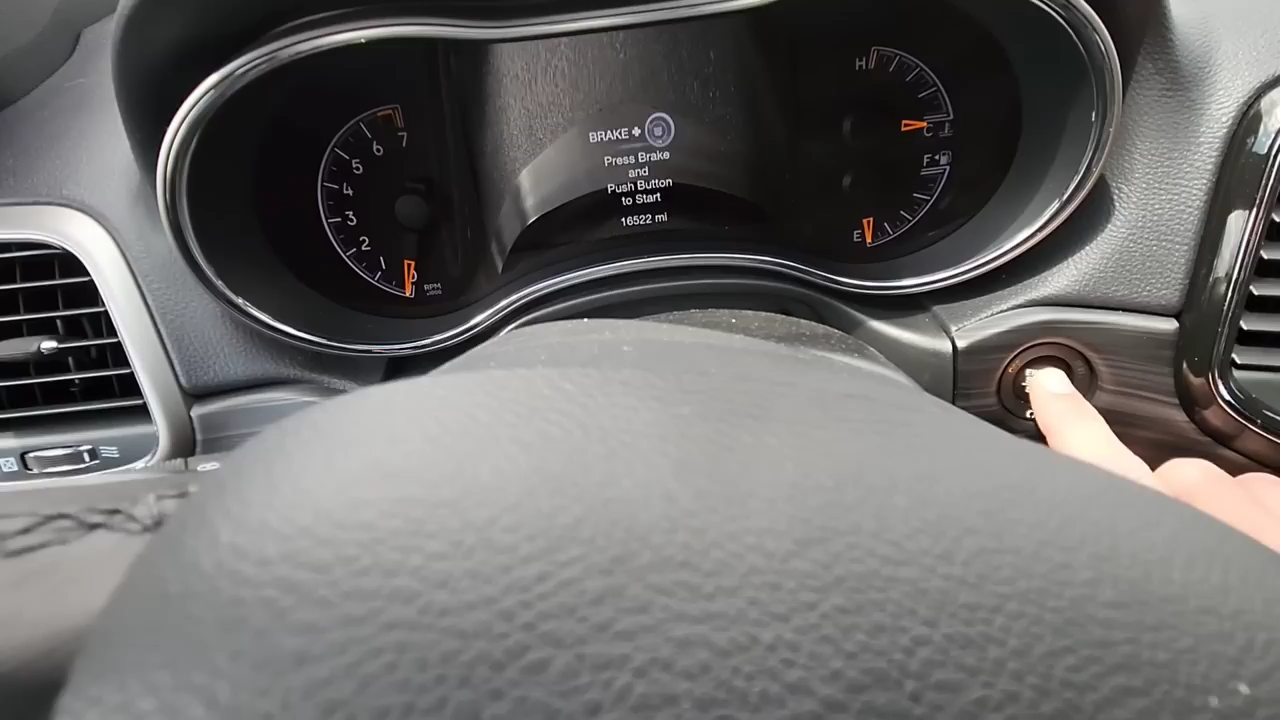 BRAKE +
Press Brake
and
Push Button
to Start
16522 mi
7
6
5
4
3
2
1
0
RPM
x1000
H
C
F
E